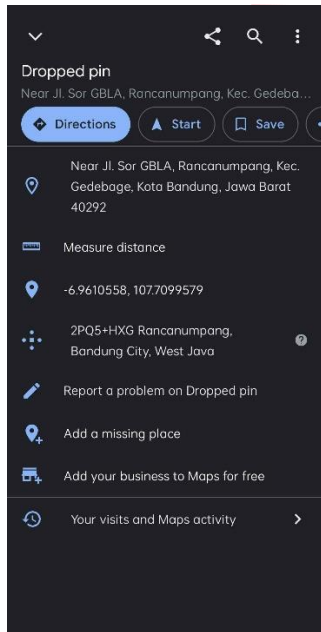 Dropped pin
Near Jl. Sor GBLA, Rancanumpang, Kec. Gedeba...
Directions
Start
Save
Near Jl. Sor GBLA, Rancanumpang, Kec.
Gedebage, Kota Bandung, Jawa Barat
40292
Measure distance
-6.9610558, 107.7099579
2PQ5+HXG Rancanumpang,
Bandung City, West Java
Report a problem on Dropped pin
Add a missing place
Add your business to Maps for free
Your visits and Maps activity